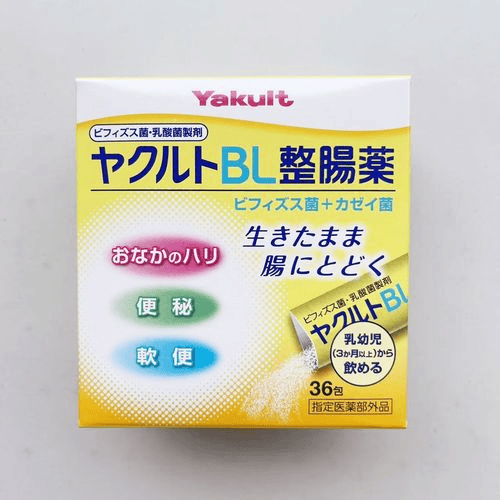 Yakult
ビフィズス菌・乳酸菌製剤
ヤクルトBL整腸薬
ビフィズス菌＋カゼイ菌
生きたまま
腸にとどく
おなかのハリ
便秘
軟便
ビフィズス菌・乳酸菌製剤
ヤクルトBL
乳幼児
(3か月以上)から
飲める
36包
指定医薬部外品